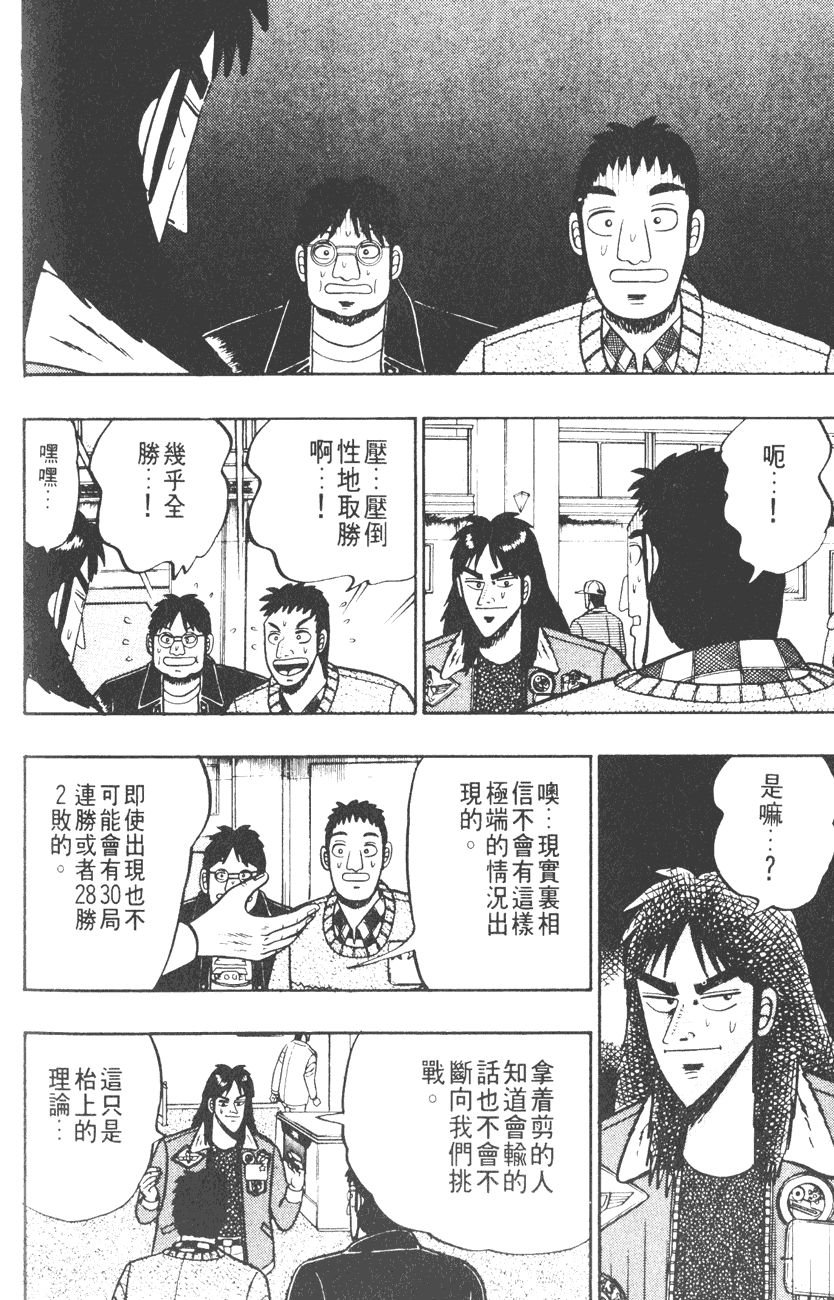 呃…！
壓…壓倒
性地取勝
啊…！
幾乎全
勝…！
嘿嘿…
是嘛…？
噢…現實裏相
信不會有這樣
極端的情況出
現的。
即使出現也不
可能會有30局
連勝或者28勝
2敗的。
拿着剪的人
知道會輸的
話也不會不
斷向我們挑
戰。
這只是
枱上的
理論…